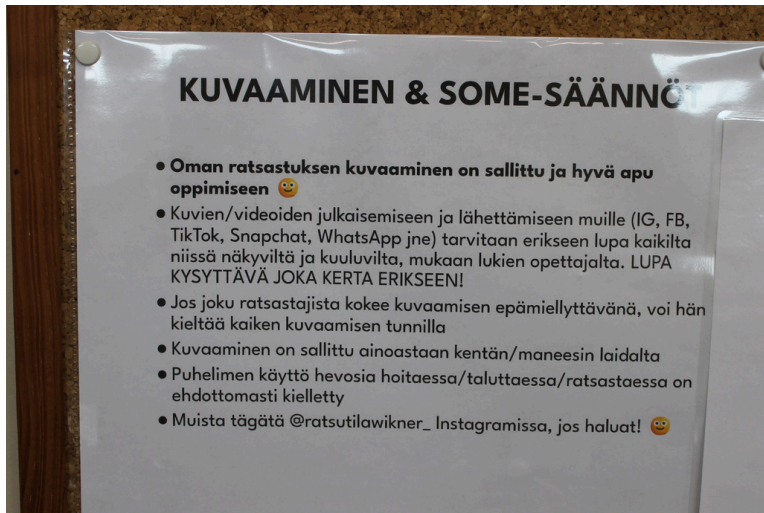 KUVAAMINEN & SOME-SÄÄNNÖT
• Oman ratsastuksen kuvaaminen on sallittu ja hyvä apu
oppimiseen 🙂
• Kuvien/videoiden julkaisemiseen ja lähettämiseen muille (IG, FB,
TikTok, Snapchat, WhatsApp jne) tarvitaan erikseen lupa kaikilta
niissä näkyviltä ja kuuluvilta, mukaan lukien opettajalta. LUPA
KYSYTTÄVÄ JOKA KERTA ERIKSEEN!
• Jos joku ratsastajista kokee kuvaamisen epämiellyttävänä, voi hän
kieltää kaiken kuvaamisen tunnilla
• Kuvaaminen on sallittu ainoastaan kentän/maneesin laidalta
• Puhelimen käyttö hevosia hoitaessa/taluttaessa/ratsastaessa on
ehdottomasti kielletty
• Muista tägätä @ratsutilawikner_ Instagramissa, jos haluat! 🙂